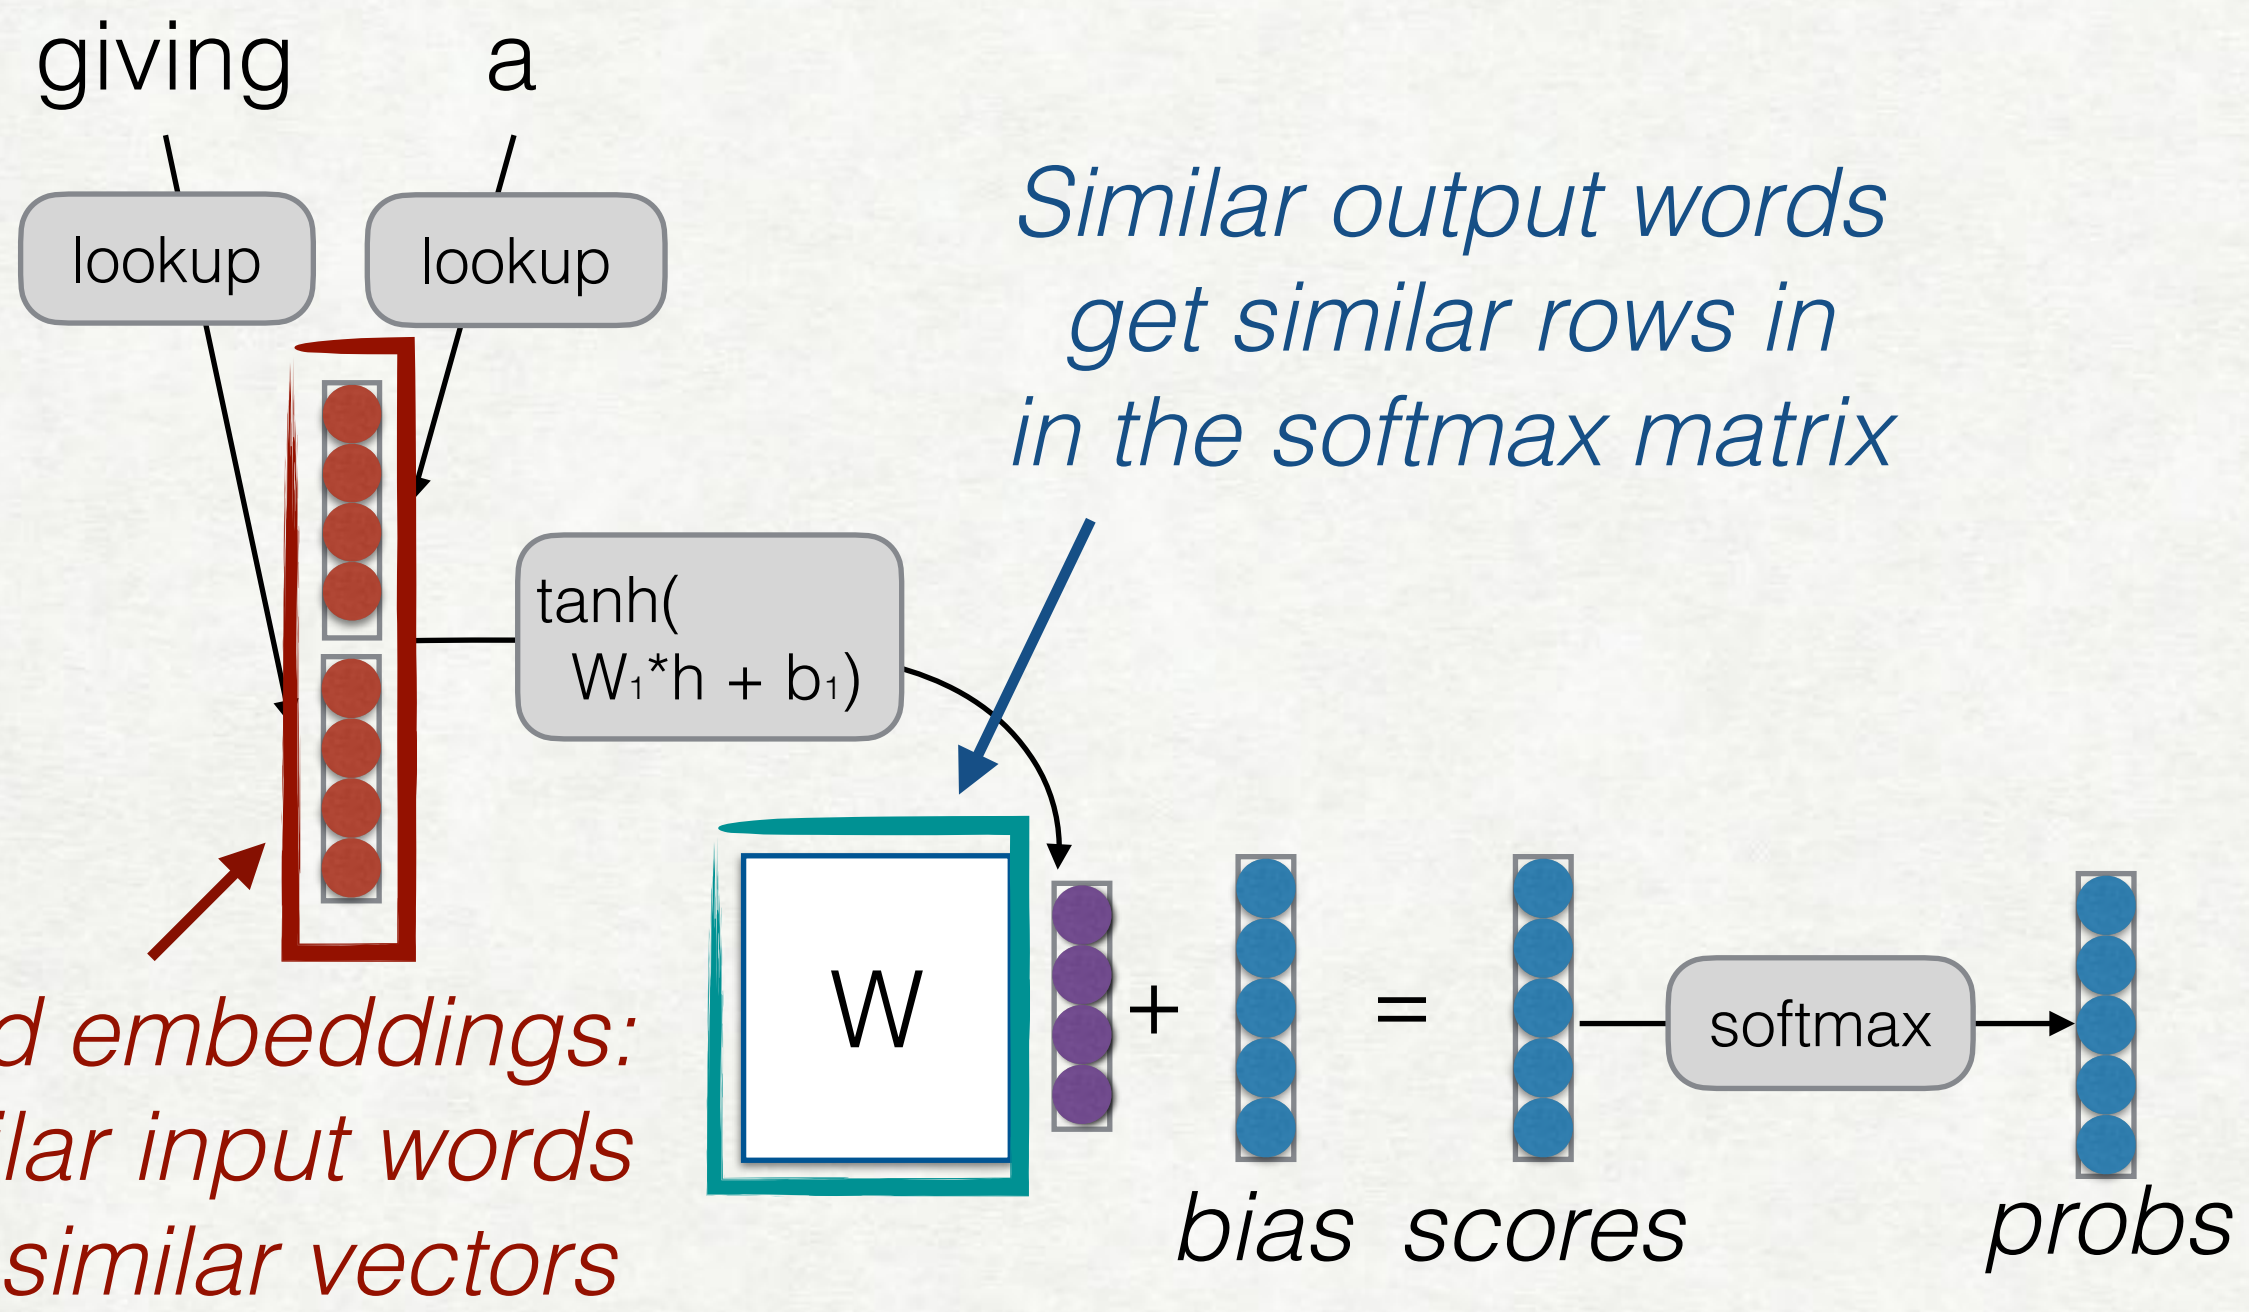 giving a
lookup lookup
Similar output words
get similar rows in
in the softmax matrix
tanh(
W₁*h + b₁)
W + =
softmax
embeddings:
input words
similar vectors
bias scores probs